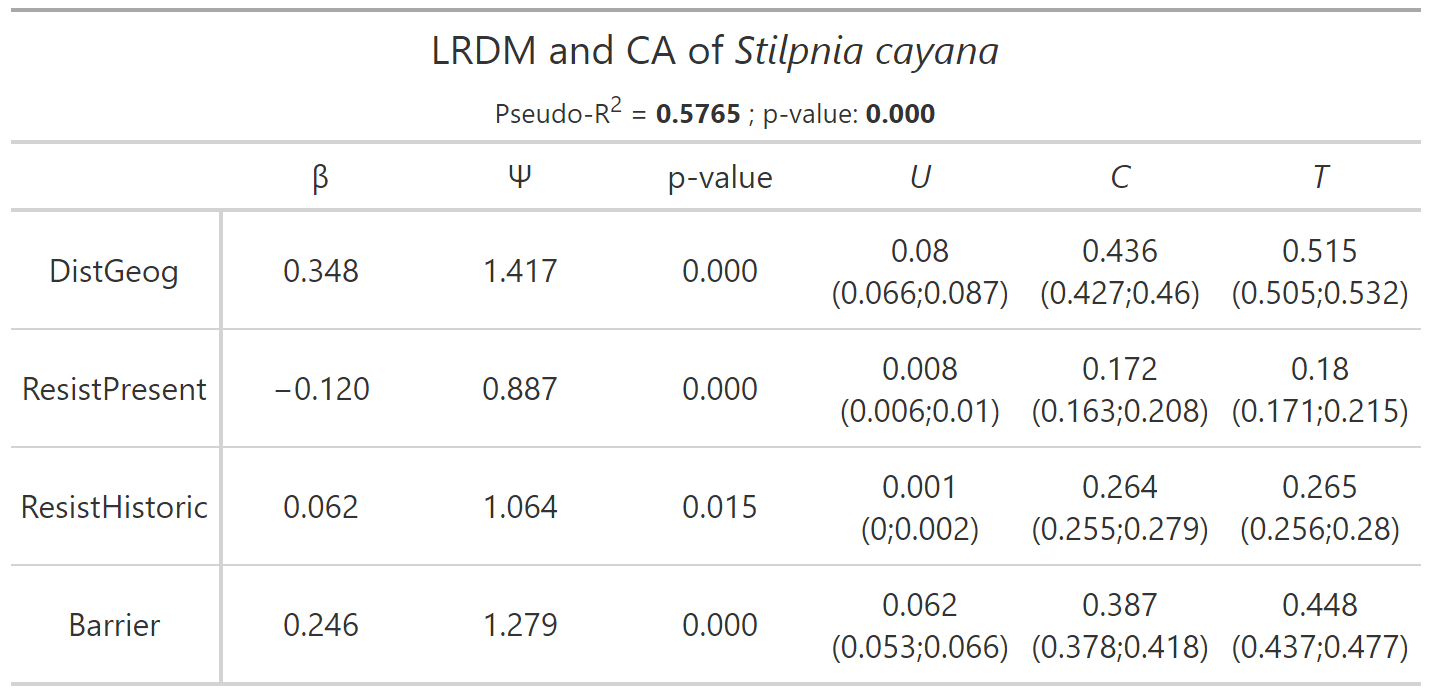 LRDM and CA of Stilpnia cayana
Pseudo-R² = 0.5765 ; p-value: 0.000
β Ψ p-value U C T
DistGeog 0.348 1.417 0.000 0.08 (0.066;0.087) 0.436 (0.427;0.46) 0.515 (0.505;0.532)
ResistPresent −0.120 0.887 0.000 0.008 (0.006;0.01) 0.172 (0.163;0.208) 0.18 (0.171;0.215)
ResistHistoric 0.062 1.064 0.015 0.001 (0;0.002) 0.264 (0.255;0.279) 0.265 (0.256;0.28)
Barrier 0.246 1.279 0.000 0.062 (0.053;0.066) 0.387 (0.378;0.418) 0.448 (0.437;0.477)